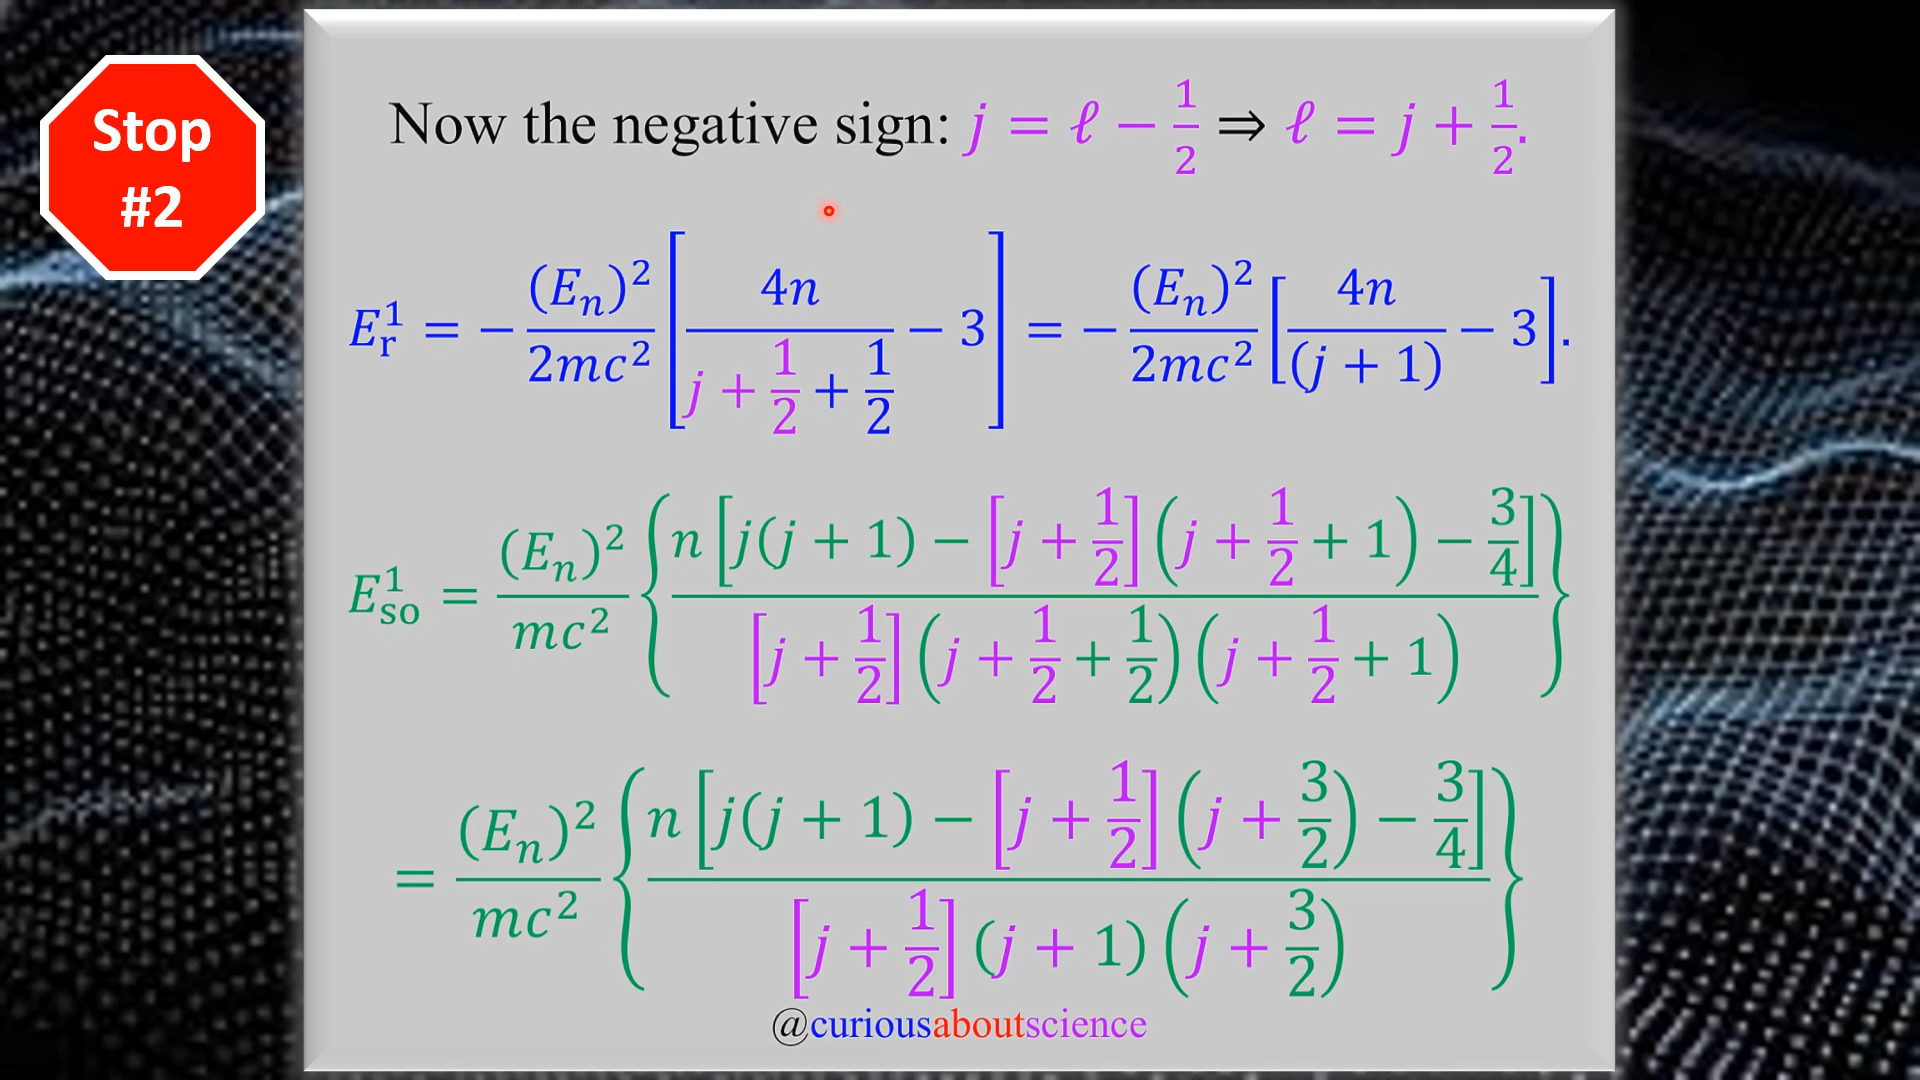 Stop
#2
Now the negative sign: j = ℓ − 1/2 ⇒ ℓ = j + 1/2.
E_r^1 = − (E_n)^2/2mc^2 [4n/(j + 1/2 + 1/2) − 3] = − (E_n)^2/2mc^2 [4n/(j + 1) − 3].
E_so^1 = (E_n)^2/mc^2 {n [j(j + 1) − [j + 1/2] (j + 1/2 + 1) − 3/4] / [j + 1/2] (j + 1/2 + 1/2) (j + 1/2 + 1)}
= (E_n)^2/mc^2 {n [j(j + 1) − [j + 1/2] (j + 3/2) − 3/4] / [j + 1/2] (j + 1) (j + 3/2)}
@curiousaboutscience